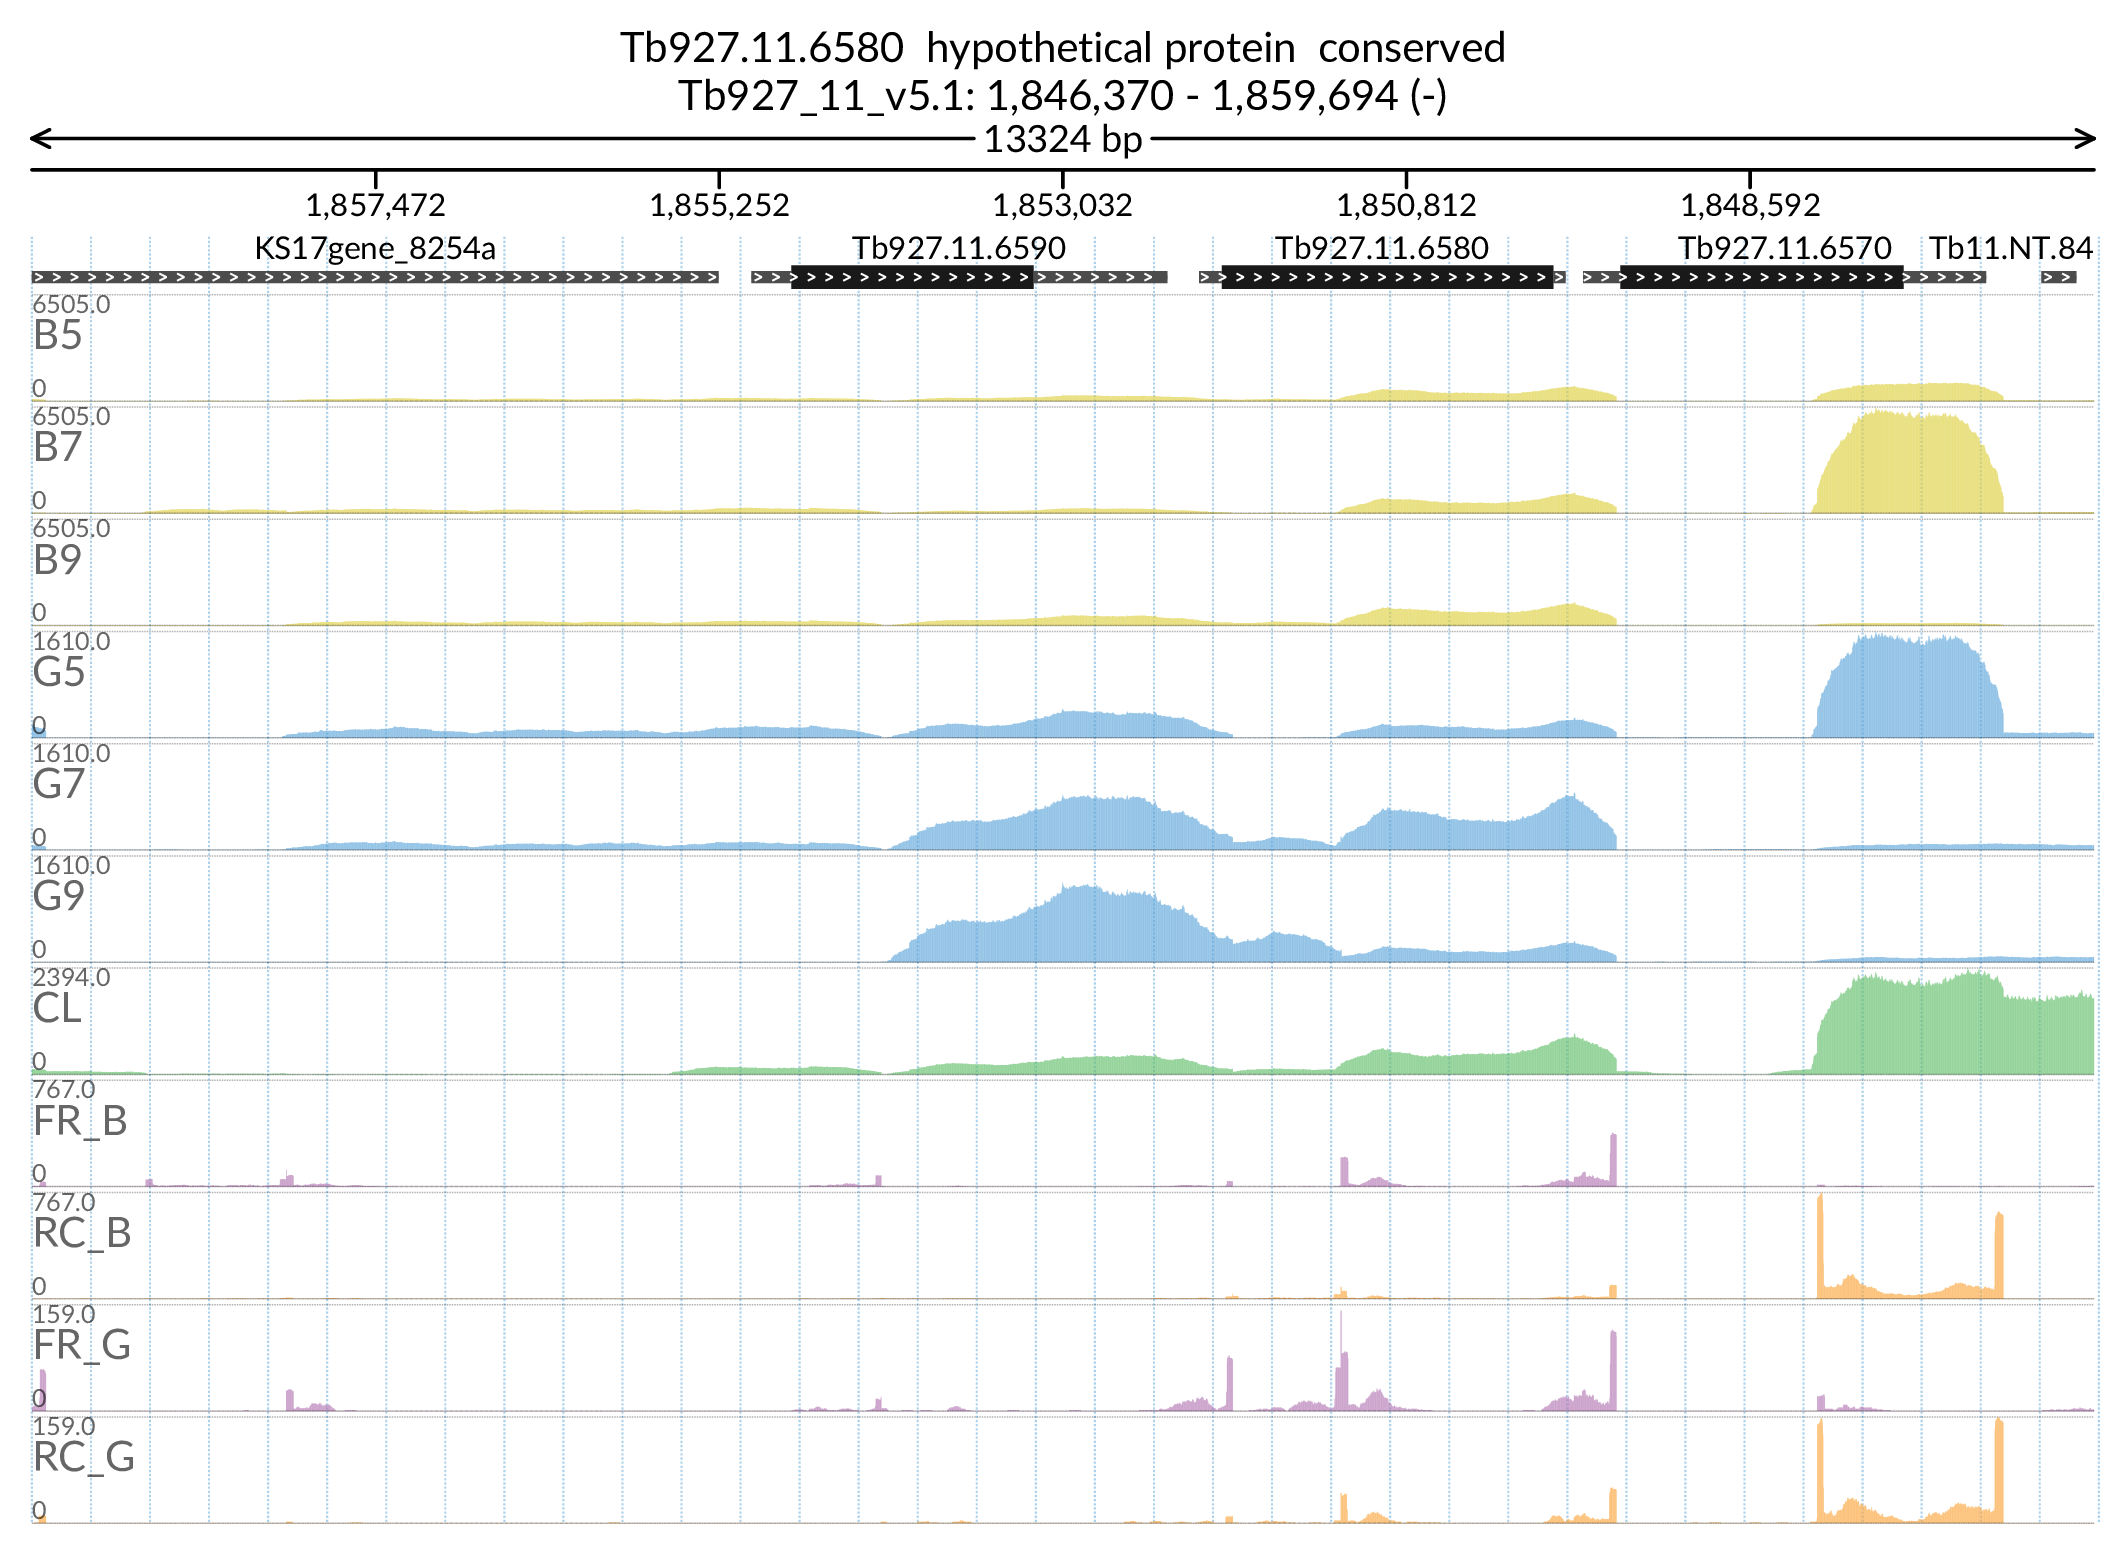 Tb927.11.6580  hypothetical protein  conserved
Tb927_11_v5.1: 1,846,370 - 1,859,694 (-)
13324 bp
1,857,472 1,855,252 1,853,032 1,850,812 1,848,592
KS17gene_8254a Tb927.11.6590 Tb927.11.6580 Tb927.11.6570 Tb11.NT.84
6505.0
B5
0
6505.0
B7
0
6505.0
B9
0
1610.0
G5
0
1610.0
G7
0
1610.0
G9
0
2394.0
CL
0
767.0
FR_B
0
767.0
RC_B
0
159.0
FR_G
0
159.0
RC_G
0